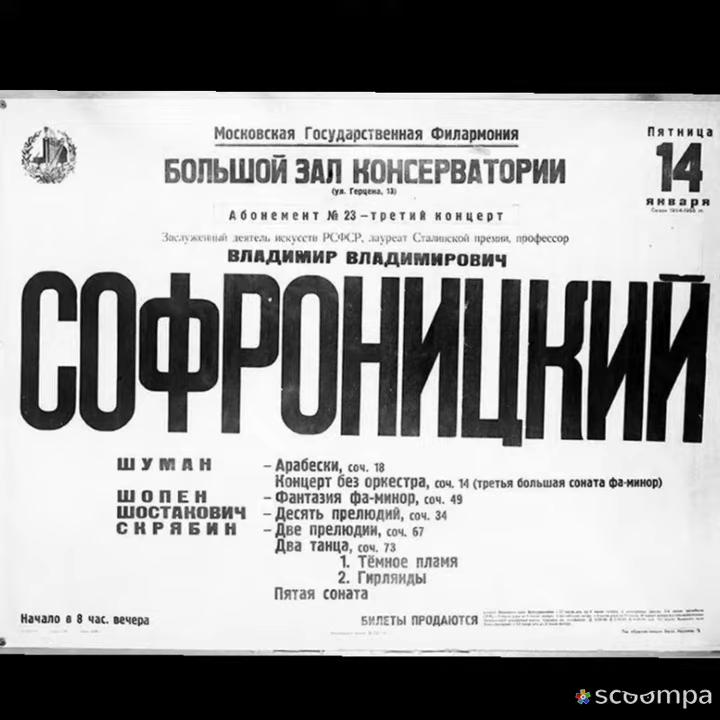 Московская Государственная Филармония
БОЛЬШОЙ ЗАЛ КОНСЕРВАТОРИИ
(ул. Герцена, 13)
Пятница
14
января
Сезон 1954-1955 гг.
Абонемент № 23 – третий концерт
Заслуженный деятель искусств РСФСР, лауреат Сталинской премии, профессор
ВЛАДИМИР ВЛАДИМИРОВИЧ
СОФРОНИЦКИЙ
ШУМАН – Арабески, соч. 18
Концерт без оркестра, соч. 14 (третья большая соната фа-минор)
ШОПЕН – Фантазия фа-минор, соч. 49
ШОСТАКОВИЧ – Десять прелюдий, соч. 34
СКРЯБИН – Две прелюдии, соч. 67
Два танца, соч. 73
1. Тёмное пламя
2. Гирлянды
Пятая соната
Начало в 8 час. вечера
БИЛЕТЫ ПРОДАЮТСЯ
scoompa